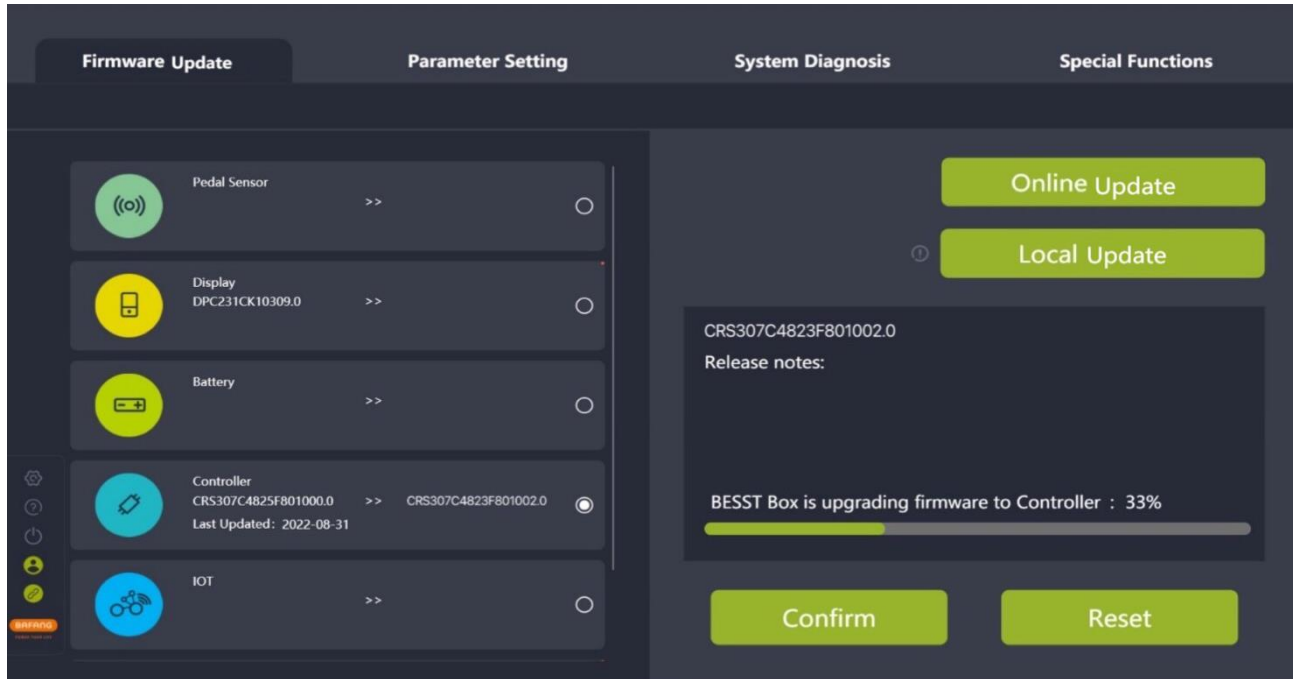 Firmware Update
Parameter Setting
System Diagnosis
Special Functions
Pedal Sensor
>>
Display
DPC231CK10309.0 >>
Battery
>>
Controller
CRS307C4825F801000.0 >> CRS307C4823F801002.0
Last Updated: 2022-08-31
IOT
>>
BAFANG
Online Update
Local Update
CRS307C4823F801002.0
Release notes:
BESST Box is upgrading firmware to Controller : 33%
Confirm
Reset